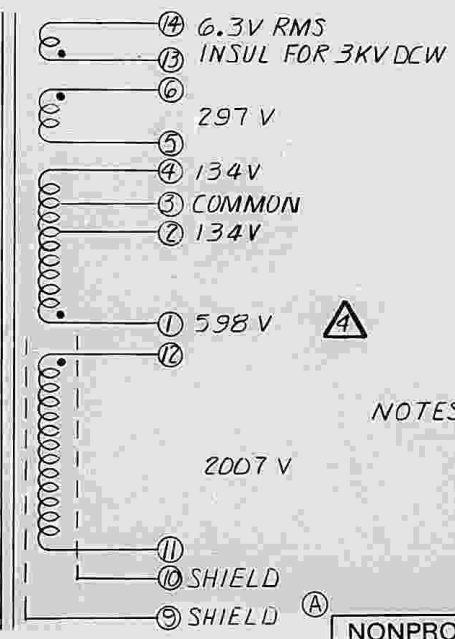 14 6.3V RMS
13 INSUL FOR 3KV DCW
6
297 V
5
4 134V
3 COMMON
2 134V
1 598 V
4
12
NOTES
2007 V
11
10 SHIELD
9 SHIELD
A
NONPRO